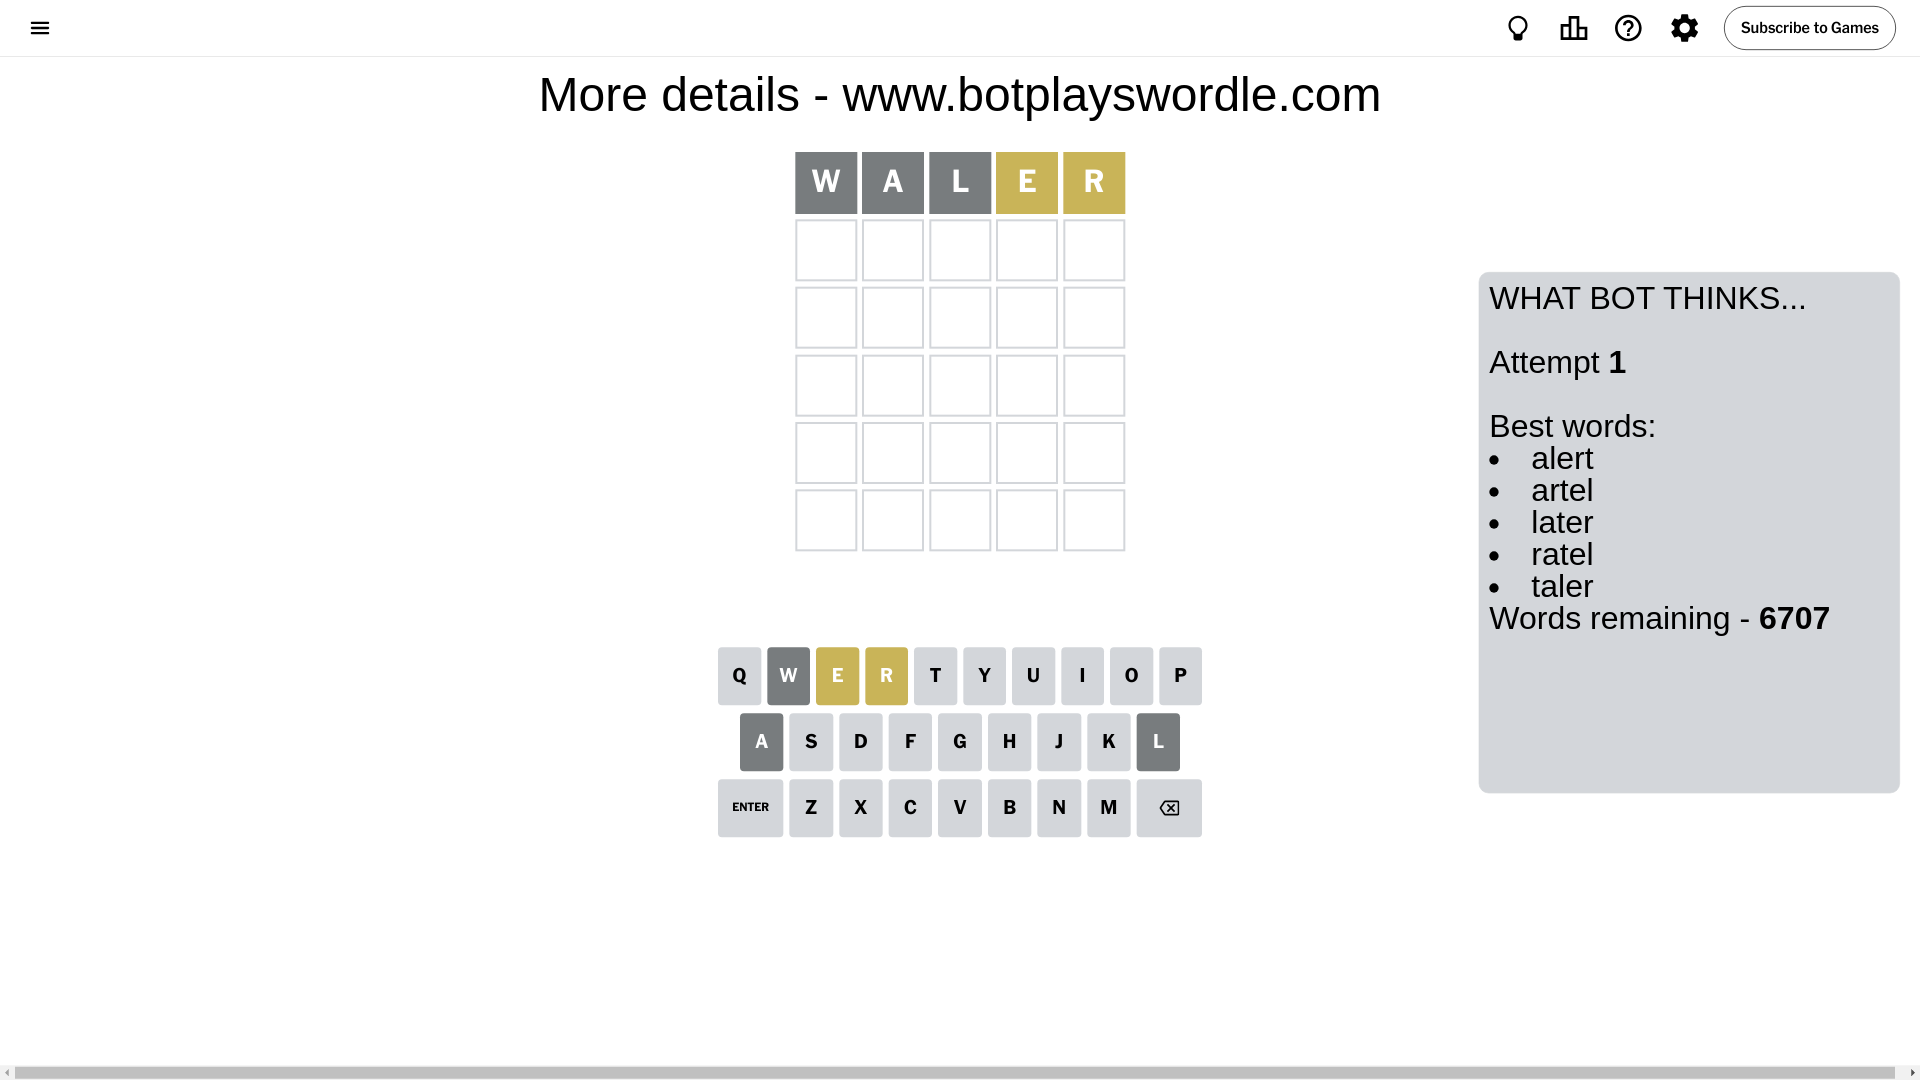 Subscribe to Games
More details - www.botplayswordle.com
W A L E R
WHAT BOT THINKS...
Attempt 1
Best words:
• alert
• artel
• later
• ratel
• taler
Words remaining - 6707
Q W E R T Y U I O P
A S D F G H J K L
ENTER Z X C V B N M